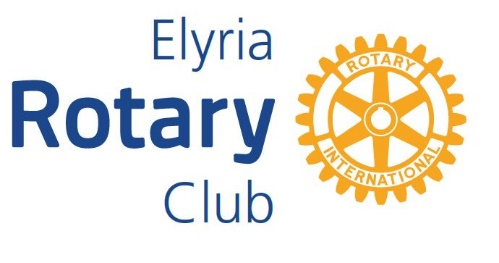 Elyria
Rotary
Club
ROTARY
INTERNATIONAL